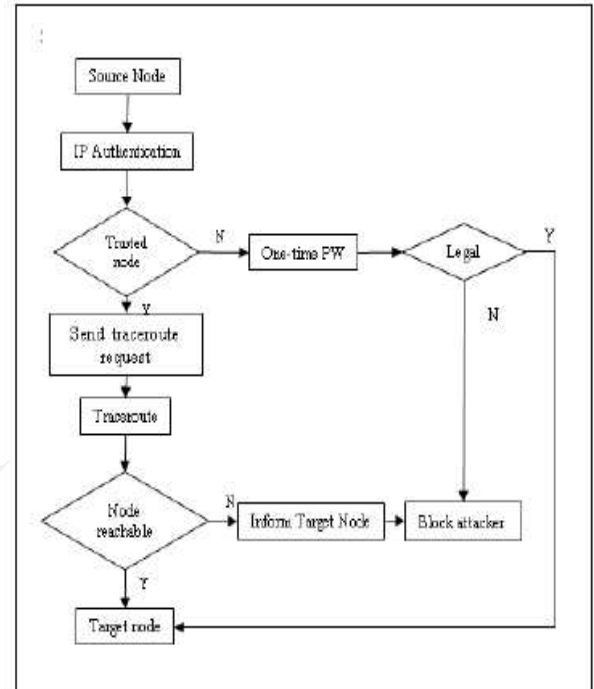 Source Node
IP Authentication
Trusted
node
N
One-time PW
Legal
Y
Y
N
Send traceroute
request
Traceroute
Node
reachable
N
Inform Target Node
Block attacker
Y
Target node